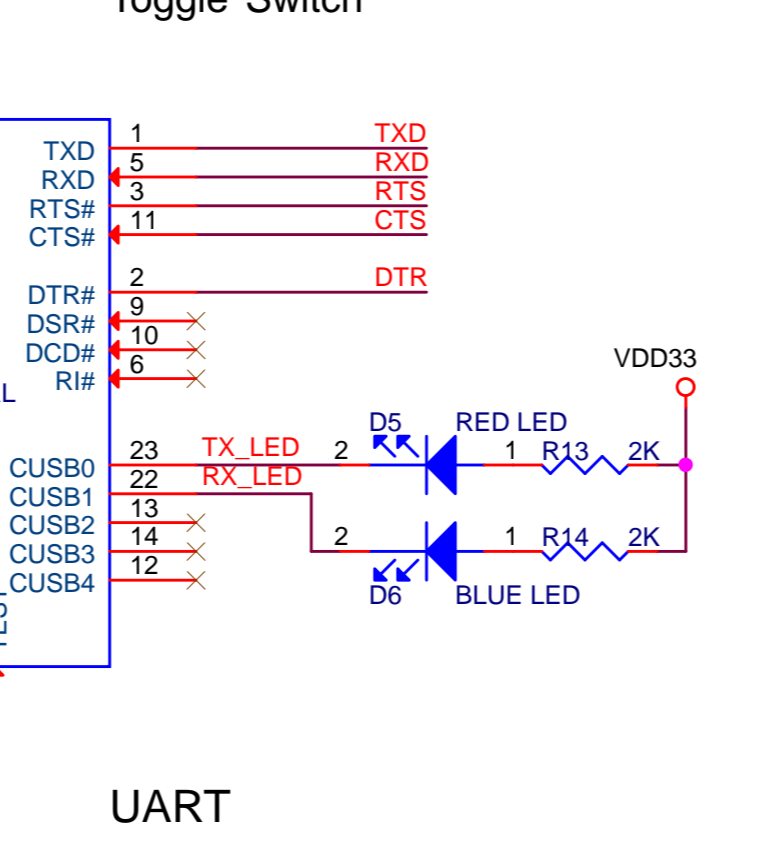 Toggle Switch
1
TXD
TXD
5
RXD
RXD
3
RTS
RTS#
11
CTS
CTS#
2
DTR
DTR#
9
DSR#
10
DCD#
6
RI#
VDD33
D5 RED LED
23 TX_LED 2 1 R13 2K
CUSB0
22 RX_LED
CUSB1
13
CUSB2
14 2 1 R14 2K
CUSB3
12
CUSB4 D6 BLUE LED
UART